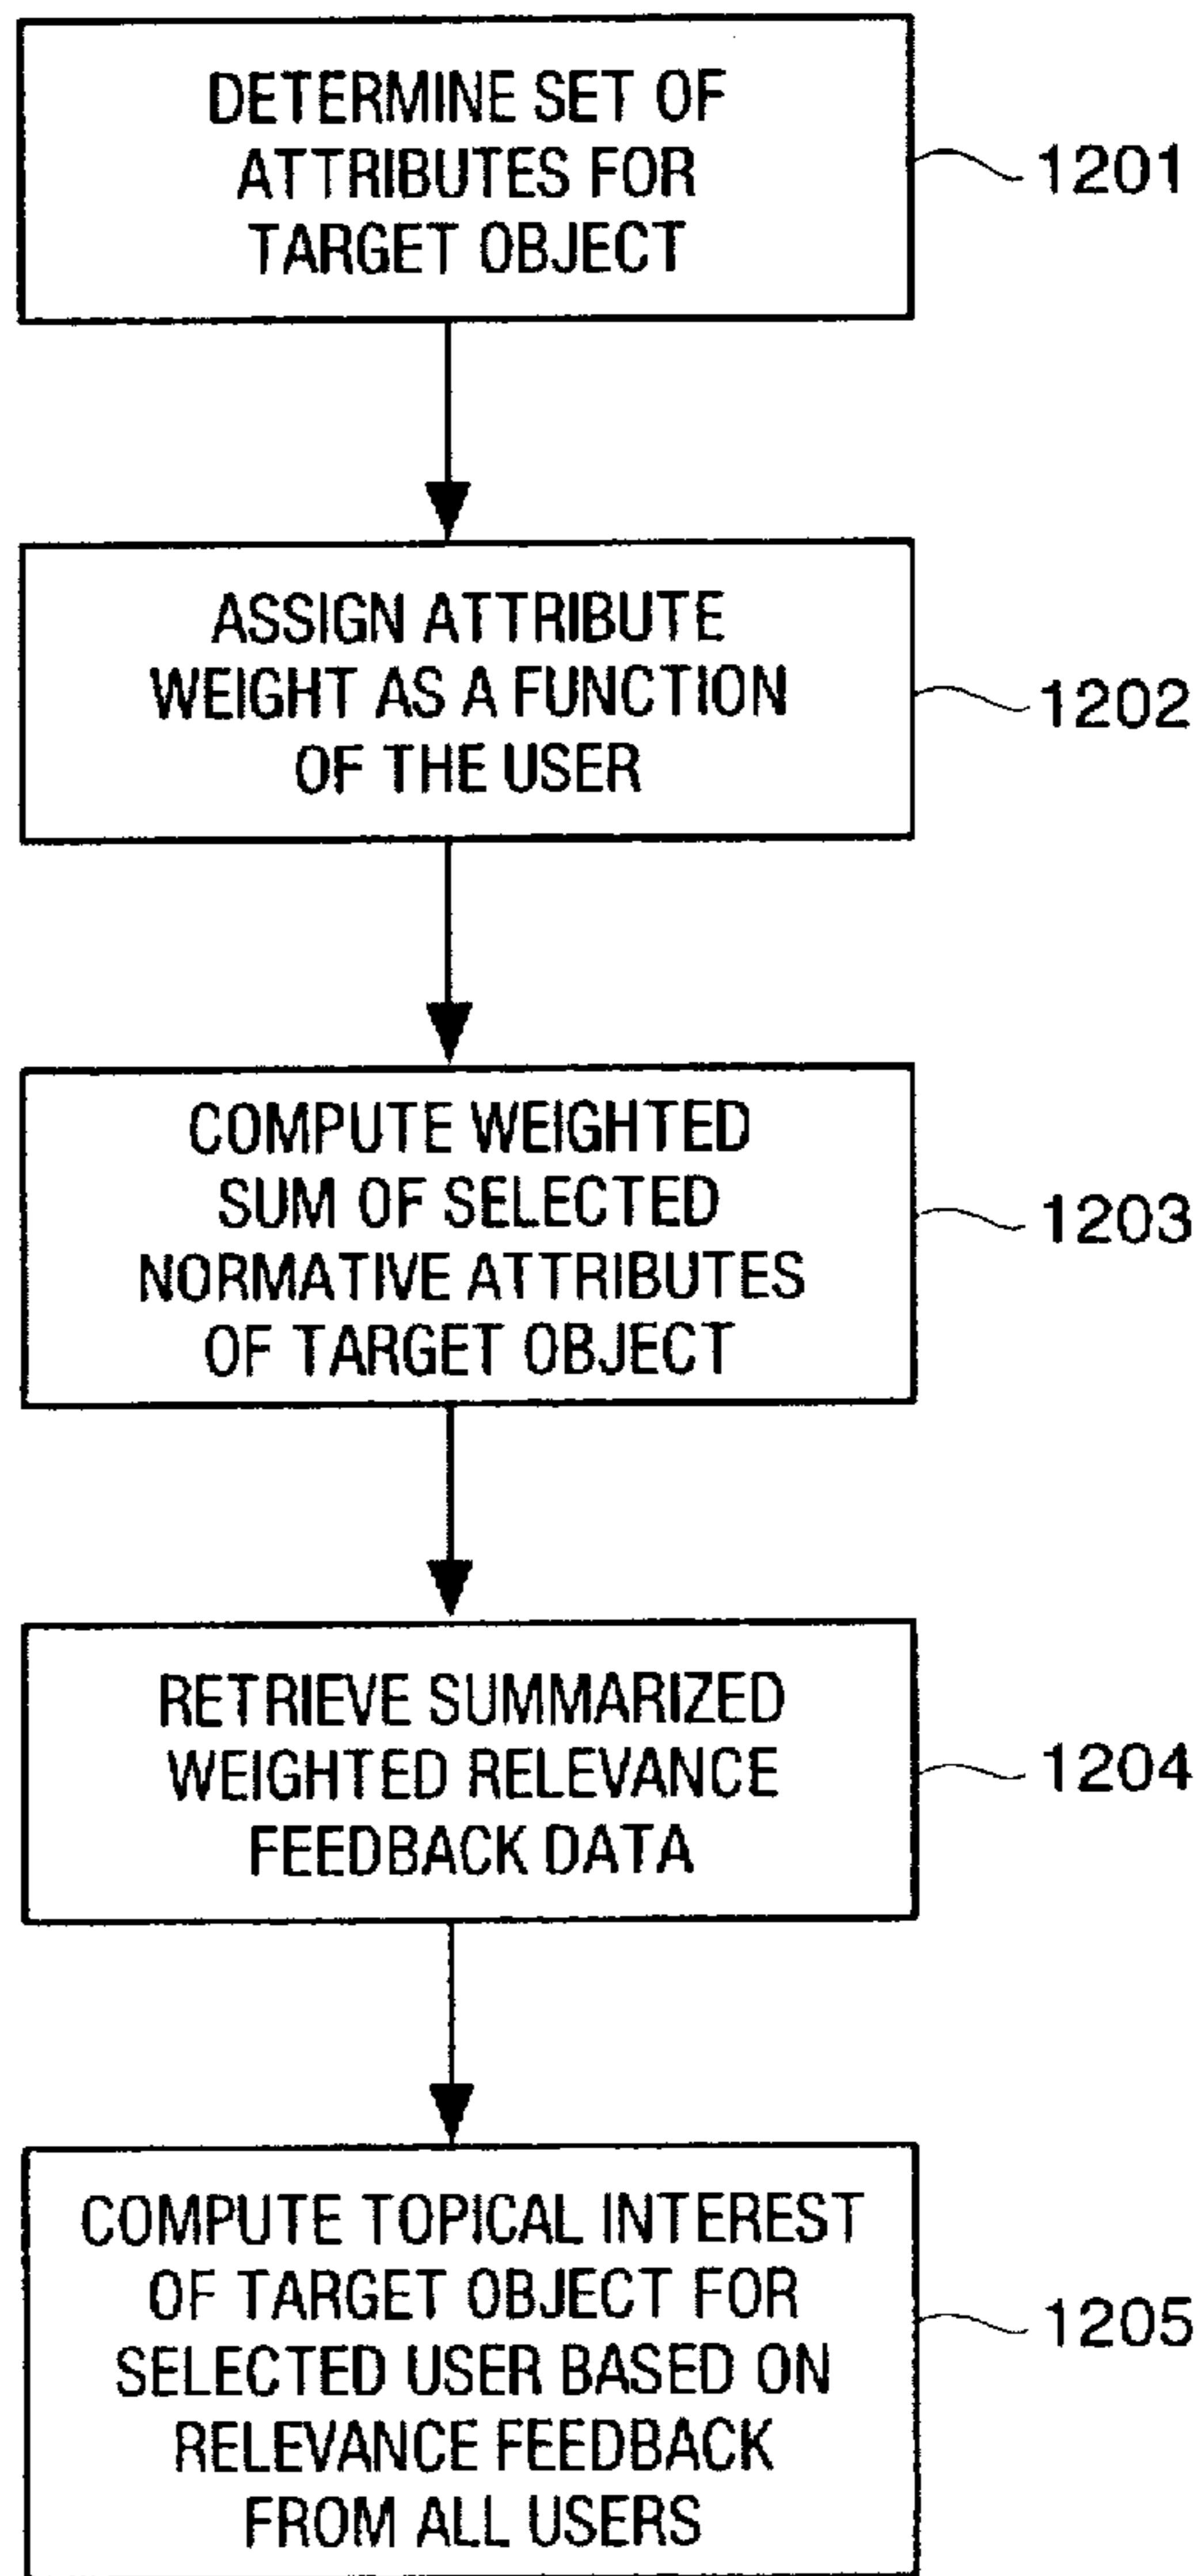 DETERMINE SET OF
ATTRIBUTES FOR
TARGET OBJECT
1201
ASSIGN ATTRIBUTE
WEIGHT AS A FUNCTION
OF THE USER
1202
COMPUTE WEIGHTED
SUM OF SELECTED
NORMATIVE ATTRIBUTES
OF TARGET OBJECT
1203
RETRIEVE SUMMARIZED
WEIGHTED RELEVANCE
FEEDBACK DATA
1204
COMPUTE TOPICAL INTEREST
OF TARGET OBJECT FOR
SELECTED USER BASED ON
RELEVANCE FEEDBACK
FROM ALL USERS
1205